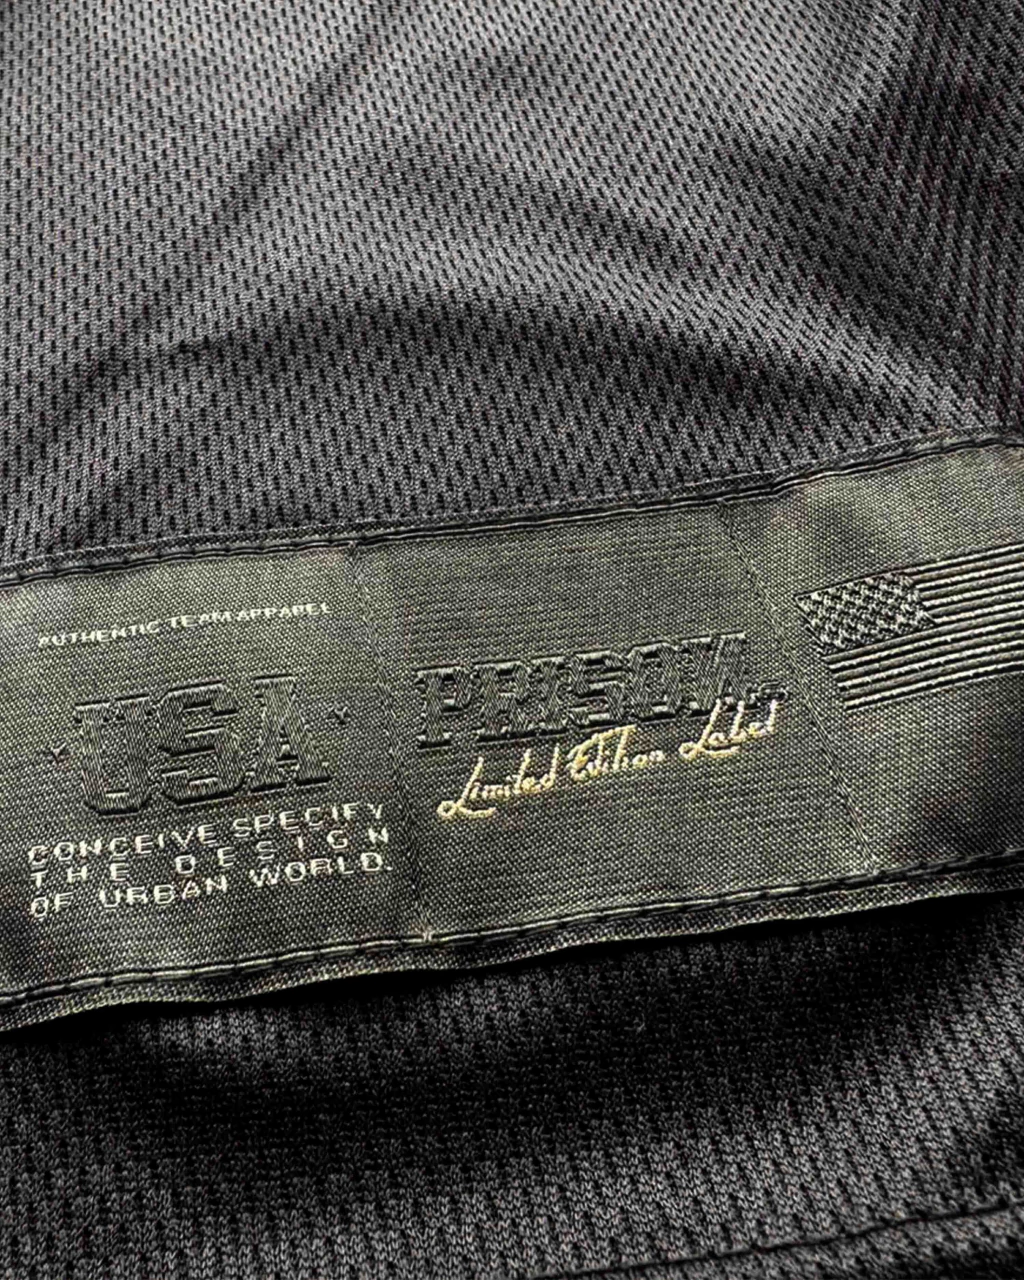 AUTHENTIC TEAM APPAREL
USA
CONCEIVE SPECIFY
THE DESIGN
OF URBAN WORLD.
PRISON
Limited Edition Label